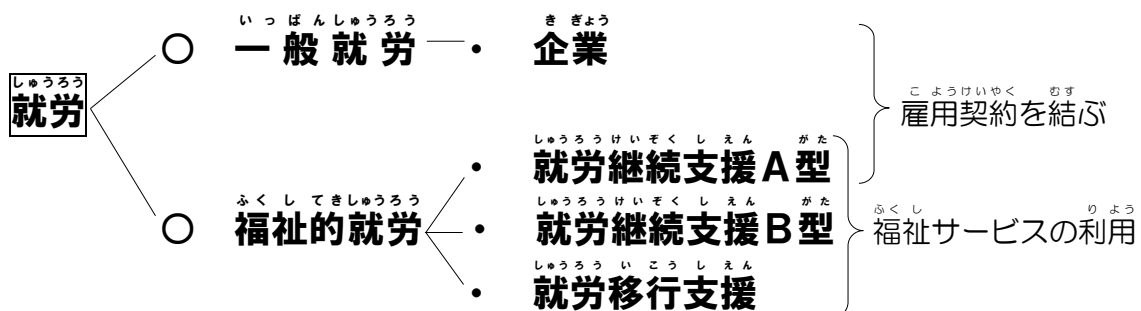 いっぱんしゅうろう
○ 一般就労
きぎょう
・ 企業
しゅうろう
就労
こようけいやく むす
雇用契約を結ぶ
しゅうろうけいぞくしえん がた
・ 就労継続支援A型
ふくしてきしゅうろう
○ 福祉的就労
しゅうろうけいぞくしえん がた
・ 就労継続支援B型
ふくし りよう
福祉サービスの利用
しゅうろういこうしえん
・ 就労移行支援